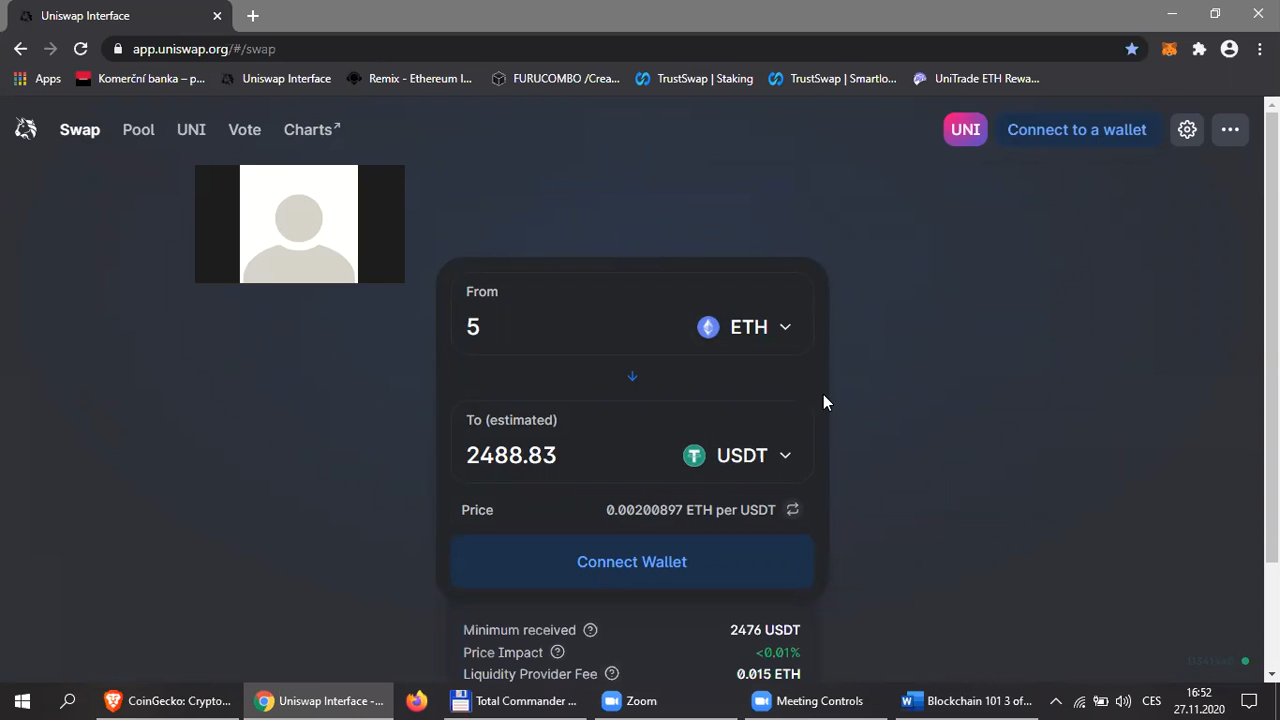 Uniswap Interface
app.uniswap.org/#/swap
Apps
Komerční banka – p...
Uniswap Interface
Remix - Ethereum I...
FURUCOMBO /Crea...
TrustSwap | Staking
TrustSwap | Smartlo...
UniTrade ETH Rewa...
Swap
Pool
UNI
Vote
Charts↗
UNI
Connect to a wallet
From
5
ETH
To (estimated)
2488.83
USDT
Price
0.00200897 ETH per USDT
Connect Wallet
Minimum received
2476 USDT
Price Impact
<0.01%
Liquidity Provider Fee
0.015 ETH
CoinGecko: Crypto...
Uniswap Interface -...
Total Commander ...
Zoom
Meeting Controls
Blockchain 101 3 of...
CES
16:52
27.11.2020